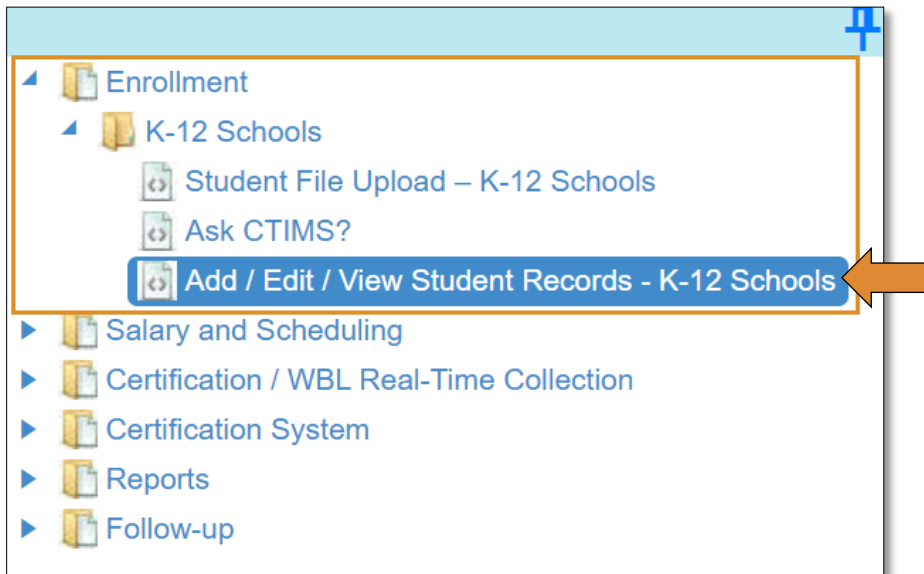 Enrollment
K-12 Schools
Student File Upload – K-12 Schools
Ask CTIMS?
Add / Edit / View Student Records - K-12 Schools
Salary and Scheduling
Certification / WBL Real-Time Collection
Certification System
Reports
Follow-up